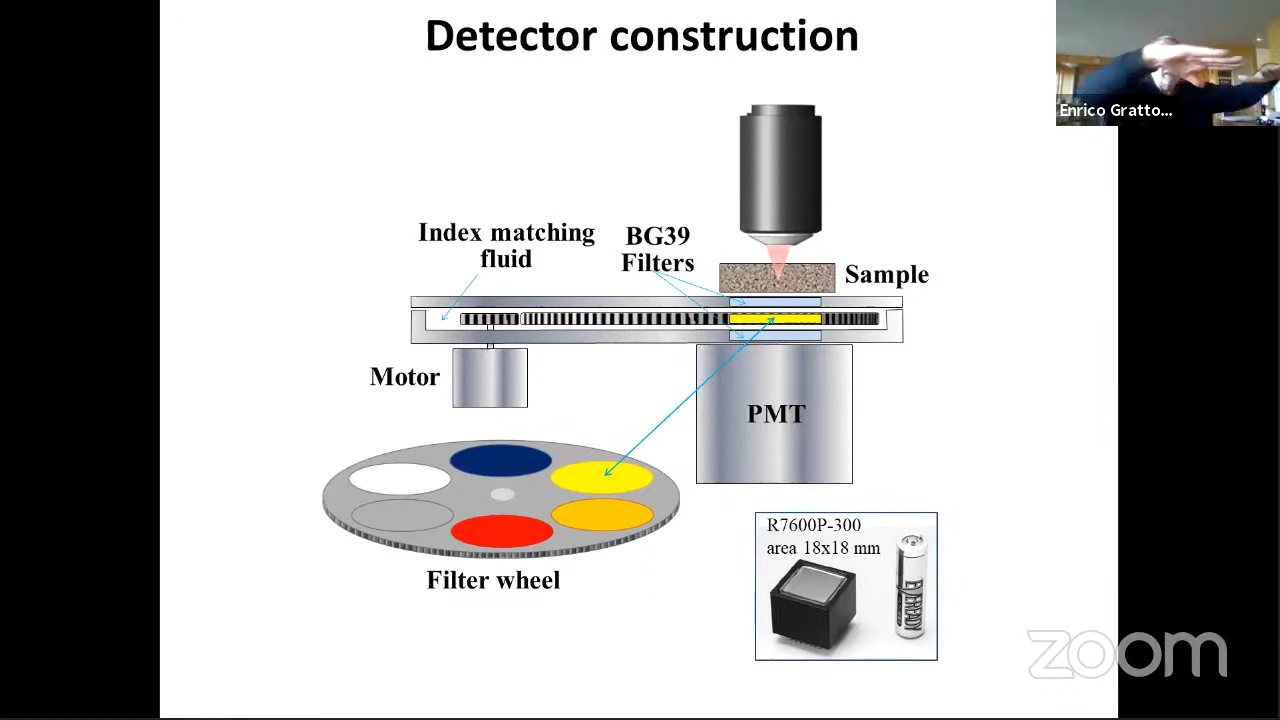 Detector construction
Enrico Gratto...
Index matching
fluid
BG39
Filters
Sample
Motor
PMT
Filter wheel
R7600P-300
area 18x18 mm
EVEREADY
zoom